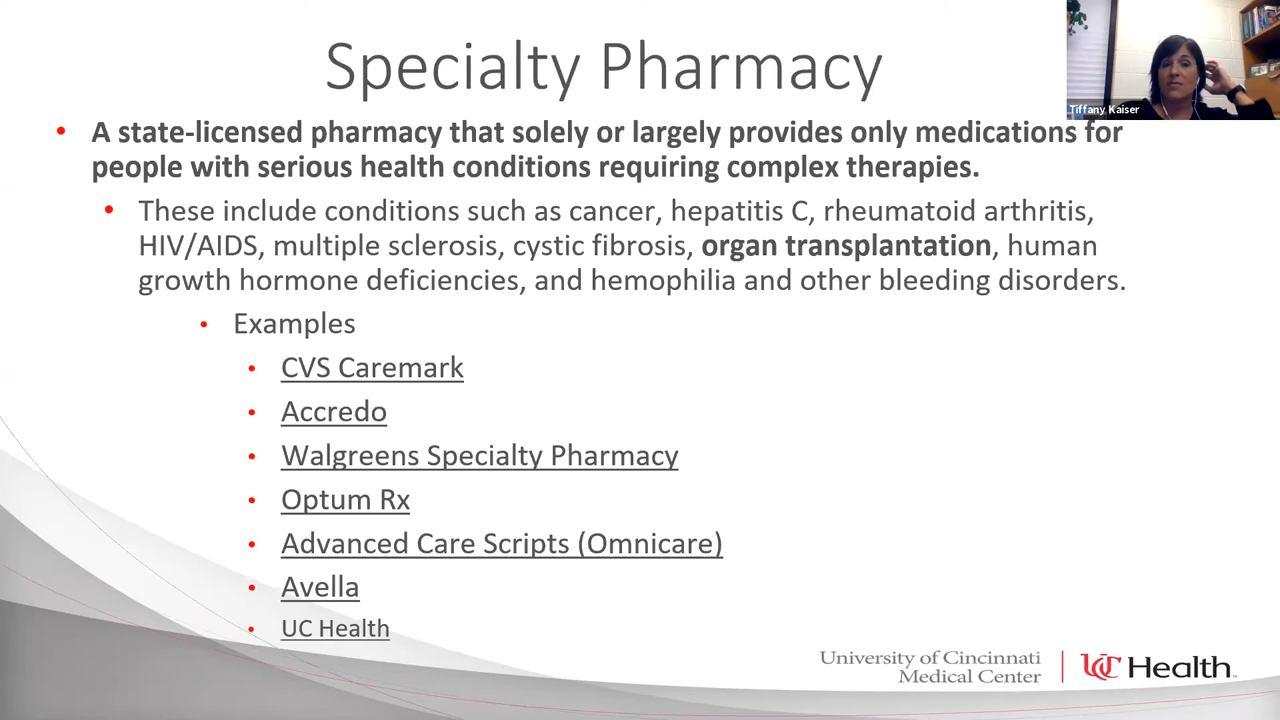 Specialty Pharmacy
Tiffany Kaiser
• A state-licensed pharmacy that solely or largely provides only medications for
people with serious health conditions requiring complex therapies.
• These include conditions such as cancer, hepatitis C, rheumatoid arthritis,
HIV/AIDS, multiple sclerosis, cystic fibrosis, organ transplantation, human
growth hormone deficiencies, and hemophilia and other bleeding disorders.
• Examples
• CVS Caremark
• Accredo
• Walgreens Specialty Pharmacy
• Optum Rx
• Advanced Care Scripts (Omnicare)
• Avella
• UC Health
University of Cincinnati
Medical Center
UC Health™